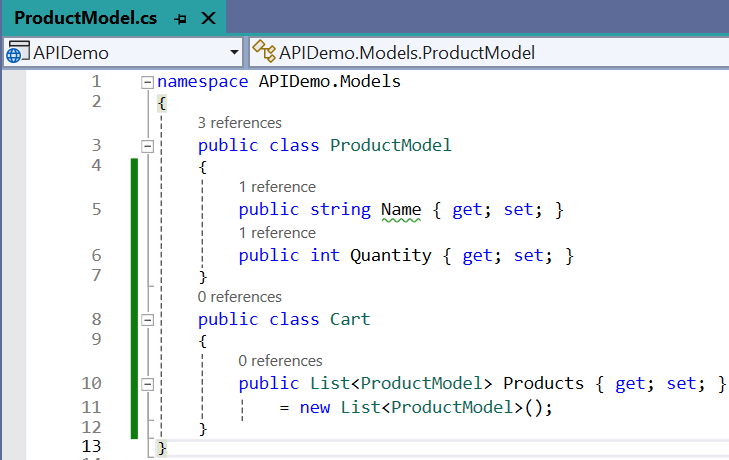 ProductModel.cs
APIDemo APIDemo.Models.ProductModel
1 namespace APIDemo.Models
2 {
3 references
3 public class ProductModel
4 {
1 reference
5 public string Name { get; set; }
1 reference
6 public int Quantity { get; set; }
7 }
0 references
8 public class Cart
9 {
0 references
10 public List<ProductModel> Products { get; set; }
11 = new List<ProductModel>();
12 }
13 }